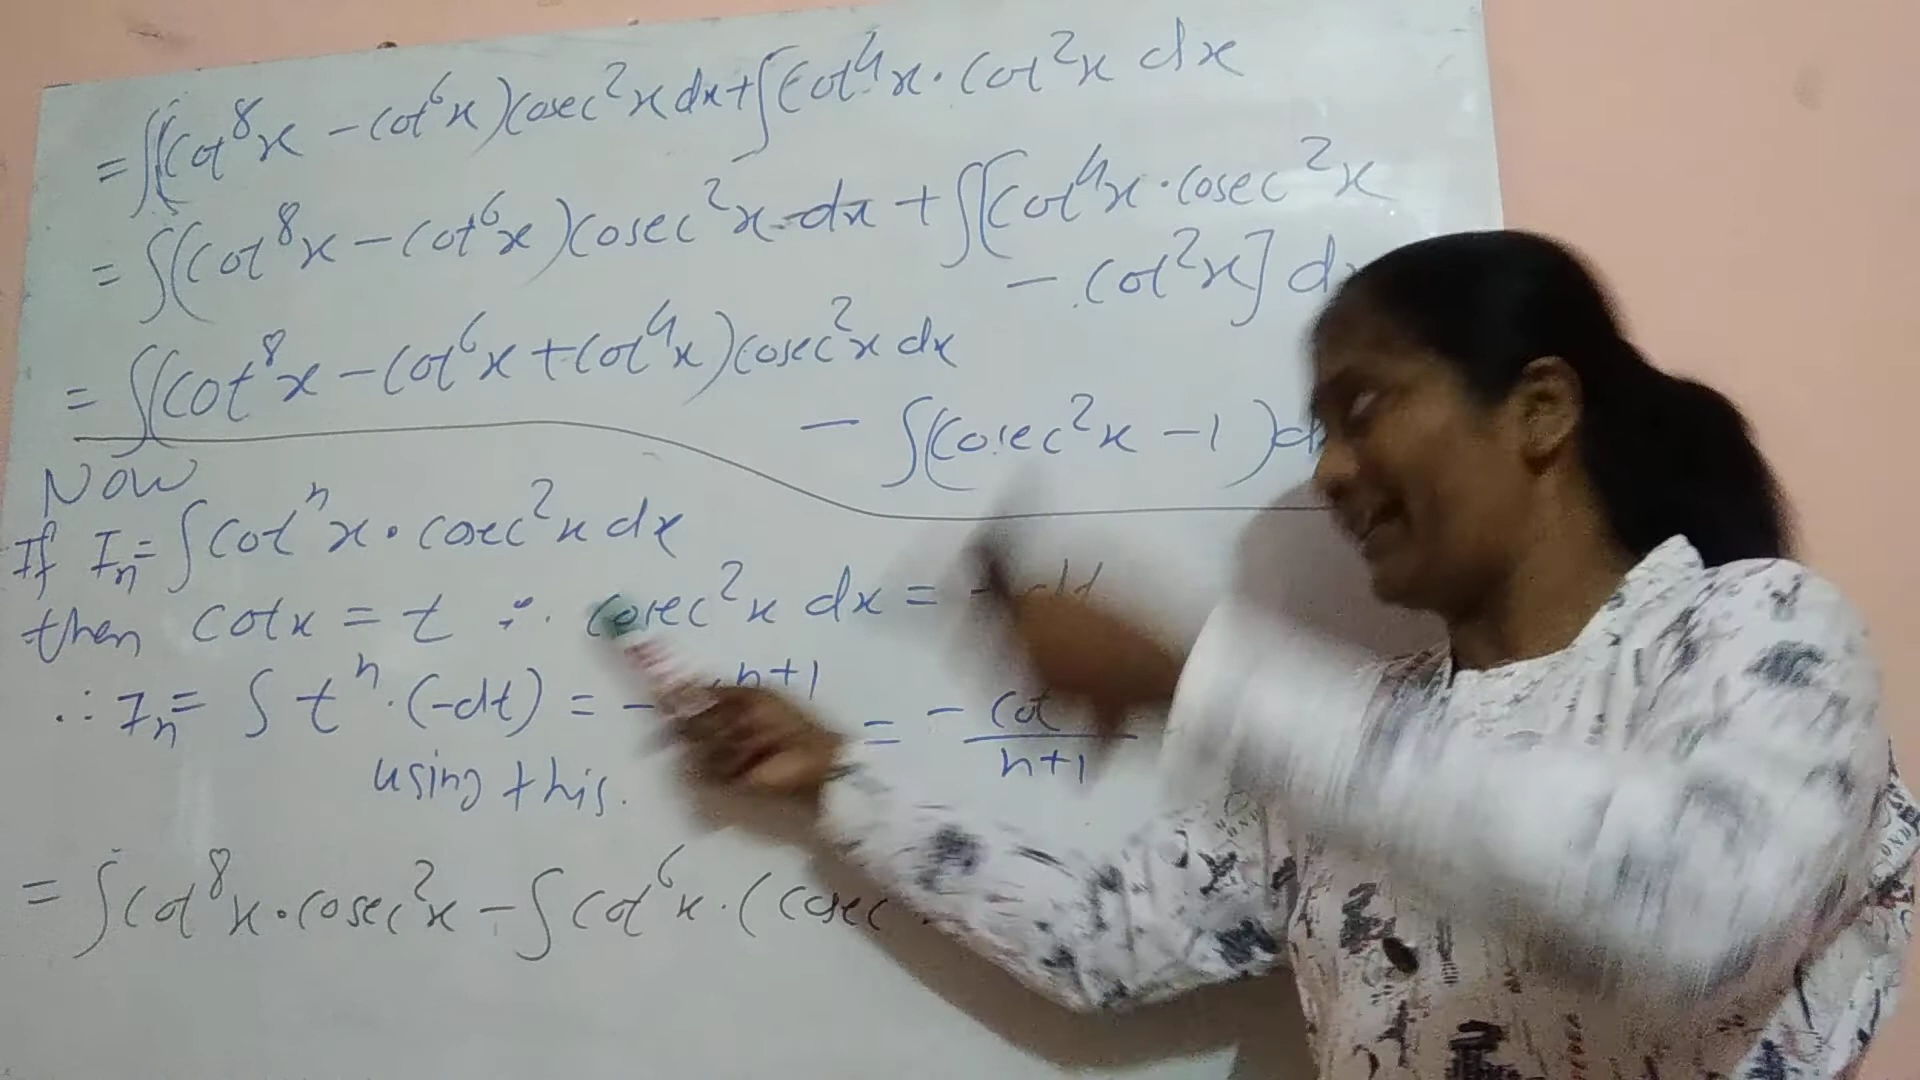 = ∫(cot⁸x - cot⁶x)cosec²x dx + ∫cot⁴x · cot²x dx
= ∫(cot⁸x - cot⁶x)cosec²x dx + ∫[cot⁴x · cosec²x
- cot²x] dx
= ∫(cot⁸x - cot⁶x + cot⁴x)cosec²x dx
- ∫(cosec²x - 1)
Now
If Iₙ = ∫cotⁿx · cosec²x dx
then cotx = t ∴ cosec²x dx =
∴ Iₙ = ∫tⁿ · (-dt) = - n+1 = - cot / n+1
using this.
= ∫cot⁸x · cosec²x - ∫cot⁶x · (cosec